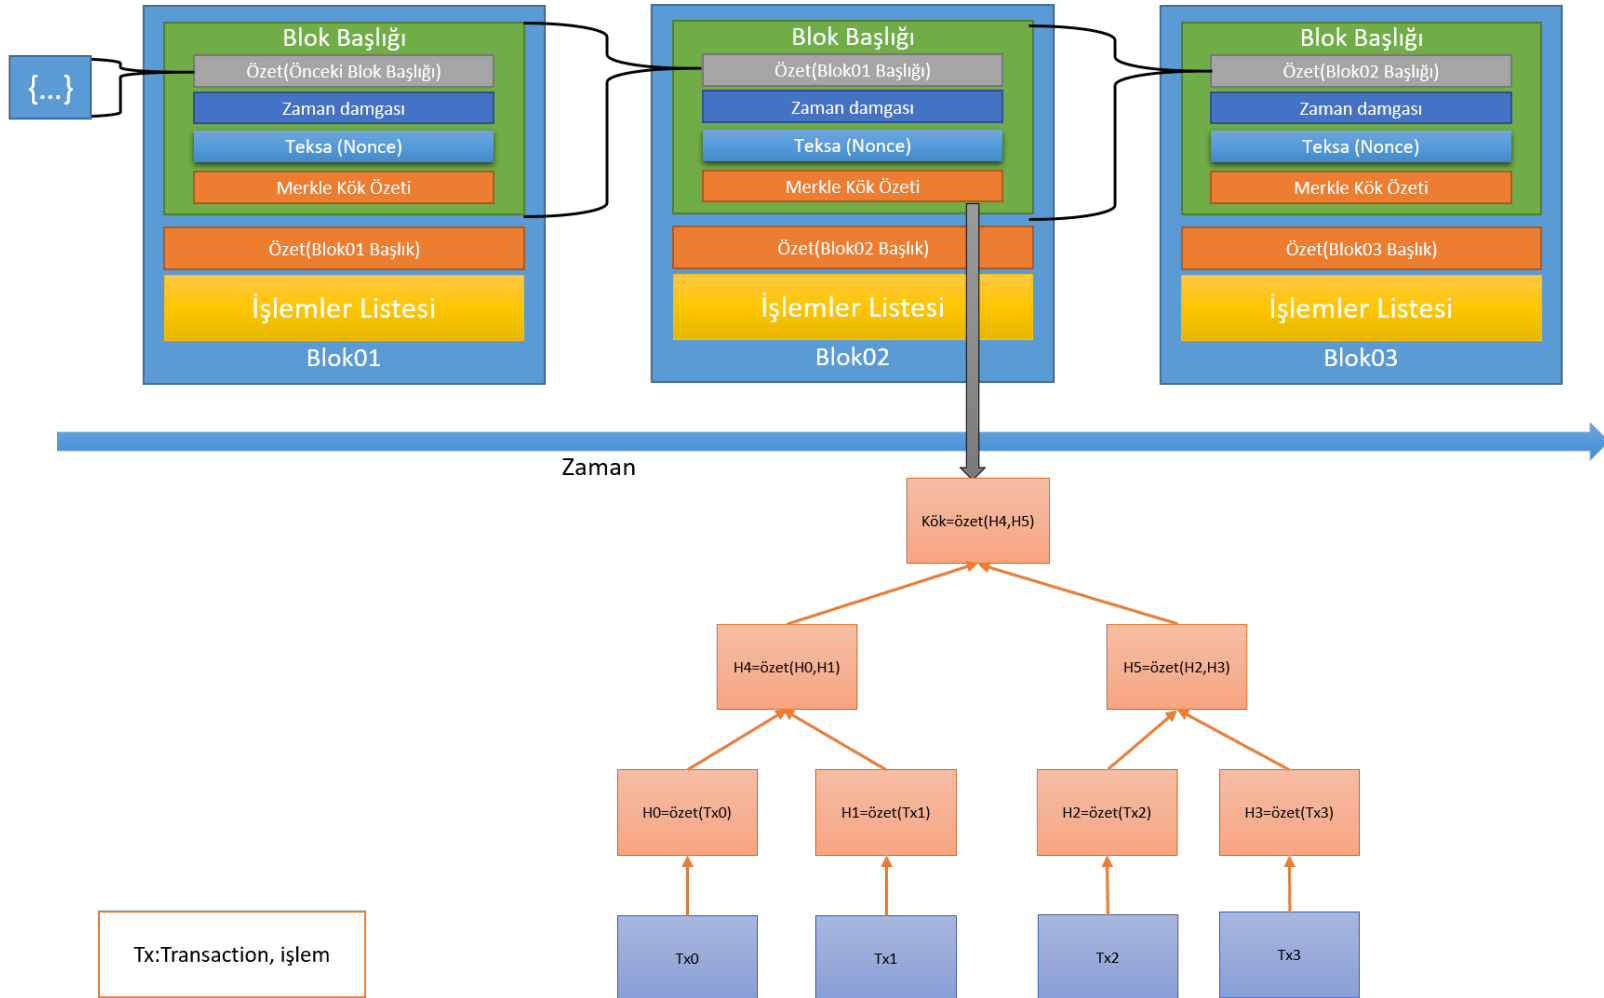 {...}
Blok Başlığı
Özet(Önceki Blok Başlığı)
Zaman damgası
Teksa (Nonce)
Merkle Kök Özeti
Özet(Blok01 Başlık)
İşlemler Listesi
Blok01
Blok Başlığı
Özet(Blok01 Başlığı)
Zaman damgası
Teksa (Nonce)
Merkle Kök Özeti
Özet(Blok02 Başlık)
İşlemler Listesi
Blok02
Blok Başlığı
Özet(Blok02 Başlığı)
Zaman damgası
Teksa (Nonce)
Merkle Kök Özeti
Özet(Blok03 Başlık)
İşlemler Listesi
Blok03
Zaman
Kök=özet(H4,H5)
H4=özet(H0,H1)
H5=özet(H2,H3)
H0=özet(Tx0)
H1=özet(Tx1)
H2=özet(Tx2)
H3=özet(Tx3)
Tx0
Tx1
Tx2
Tx3
Tx:Transaction, işlem